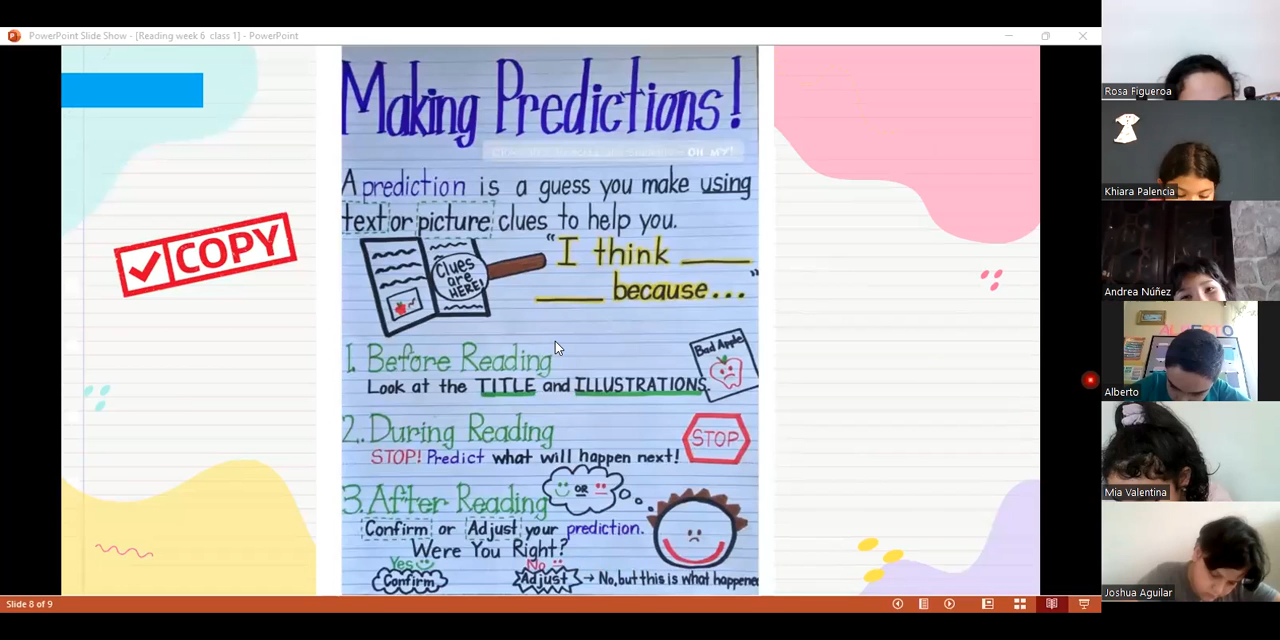 PowerPoint Slide Show - [Reading week 6 class 1] - PowerPoint
Making Predictions!
OH MY!
A prediction is a guess you make using
text or picture clues to help you.
Clues
are
HERE!
"I think ____
____ because..."
Bad Apple
1. Before Reading
Look at the TITLE and ILLUSTRATIONS.
2. During Reading
STOP! Predict what will happen next!
STOP
3. After Reading
OR
Confirm or Adjust your prediction.
Were You Right?
Yes
No
Confirm
Adjust → No, but this is what happene
COPY
Slide 8 of 9
Rosa Figueroa
Khiara Palencia
Andrea Núñez
ALBERTO
Alberto
Mia Valentina
Joshua Aguilar